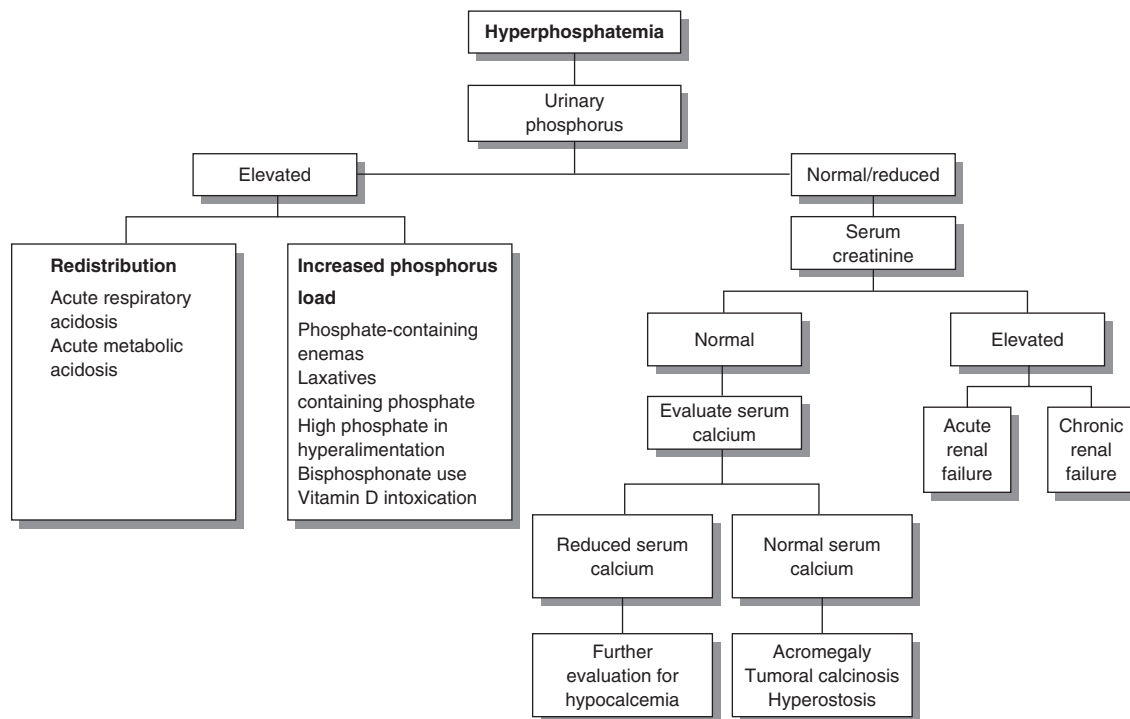 Hyperphosphatemia
Urinary
phosphorus
Elevated
Normal/reduced
Redistribution
Acute respiratory
acidosis
Acute metabolic
acidosis
Increased phosphorus
load
Phosphate-containing
enemas
Laxatives
containing phosphate
High phosphate in
hyperalimentation
Bisphosphonate use
Vitamin D intoxication
Serum
creatinine
Normal
Elevated
Evaluate serum
calcium
Acute
renal
failure
Chronic
renal
failure
Reduced serum
calcium
Normal serum
calcium
Further
evaluation for
hypocalcemia
Acromegaly
Tumoral calcinosis
Hyperostosis